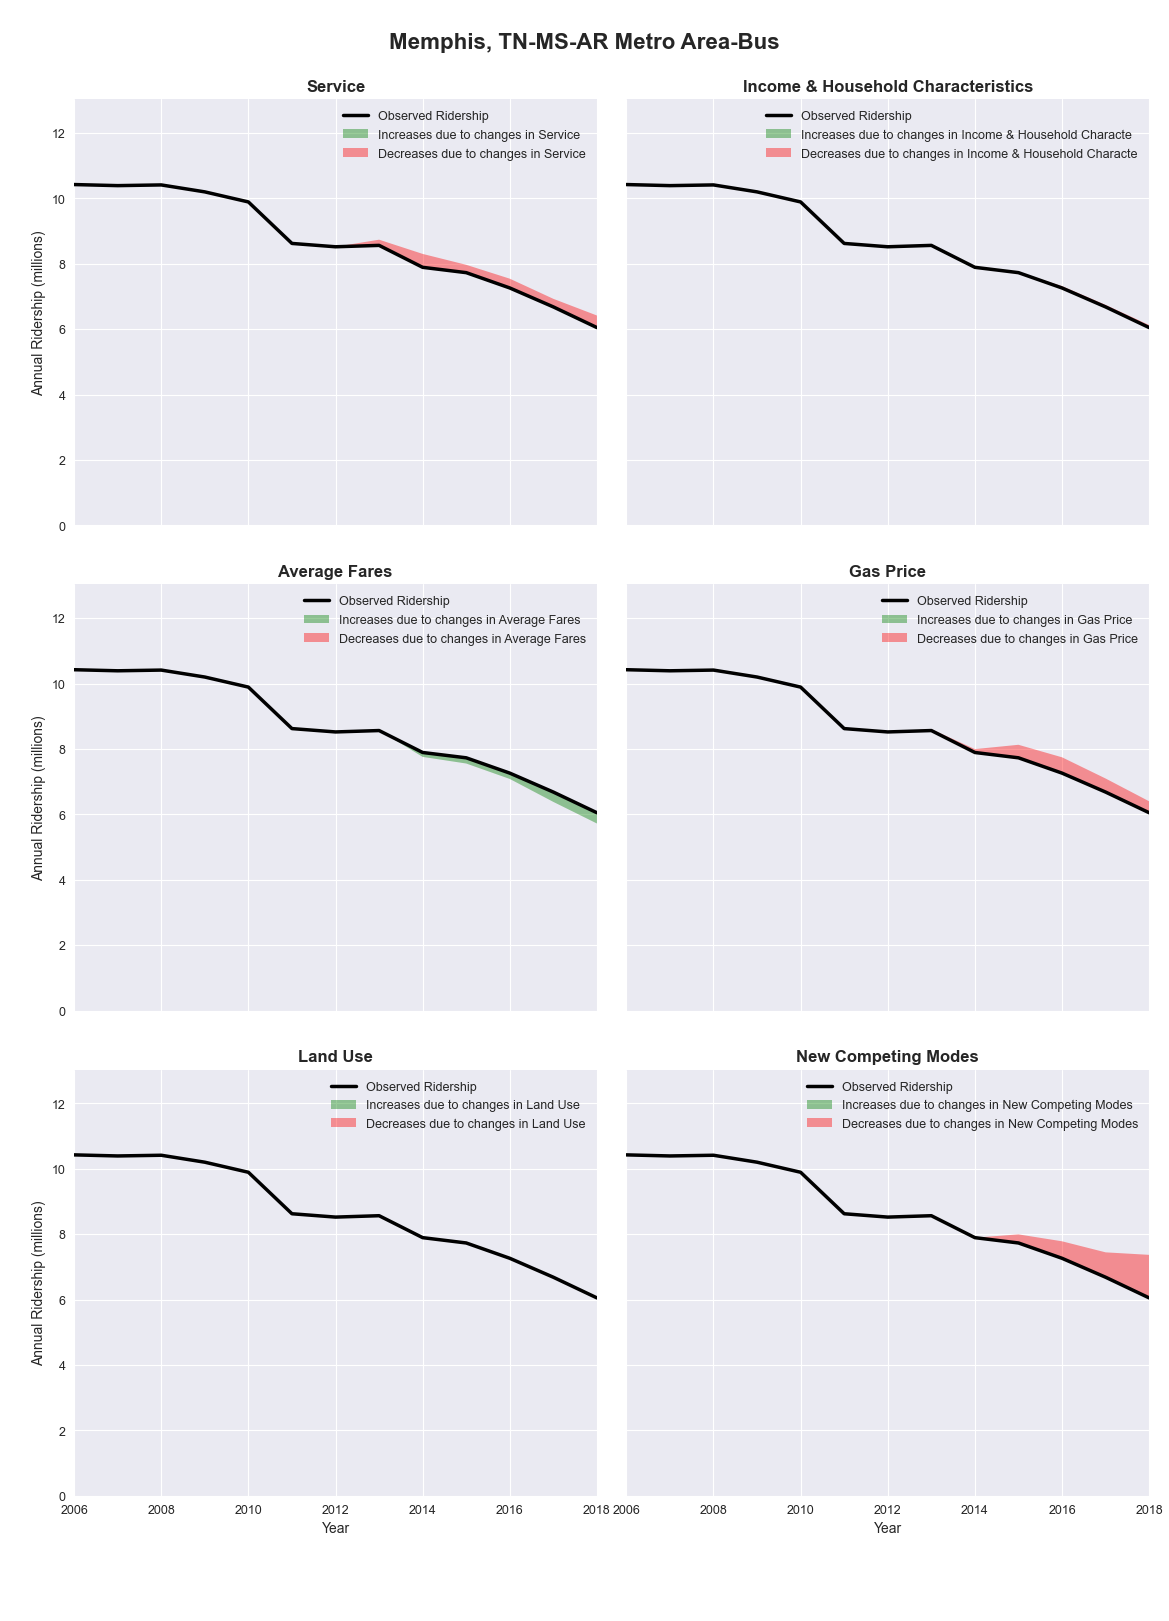 Memphis, TN-MS-AR Metro Area-Bus
Service
Observed Ridership
Increases due to changes in Service
Decreases due to changes in Service
12
10
8
6
4
2
0
Annual Ridership (millions)
Income & Household Characteristics
Observed Ridership
Increases due to changes in Income & Household Characte
Decreases due to changes in Income & Household Characte
Average Fares
Observed Ridership
Increases due to changes in Average Fares
Decreases due to changes in Average Fares
12
10
8
6
4
2
0
Annual Ridership (millions)
Gas Price
Observed Ridership
Increases due to changes in Gas Price
Decreases due to changes in Gas Price
Land Use
Observed Ridership
Increases due to changes in Land Use
Decreases due to changes in Land Use
12
10
8
6
4
2
0
Annual Ridership (millions)
2006 2008 2010 2012 2014 2016 2018
Year
New Competing Modes
Observed Ridership
Increases due to changes in New Competing Modes
Decreases due to changes in New Competing Modes
2006 2008 2010 2012 2014 2016 2018
Year